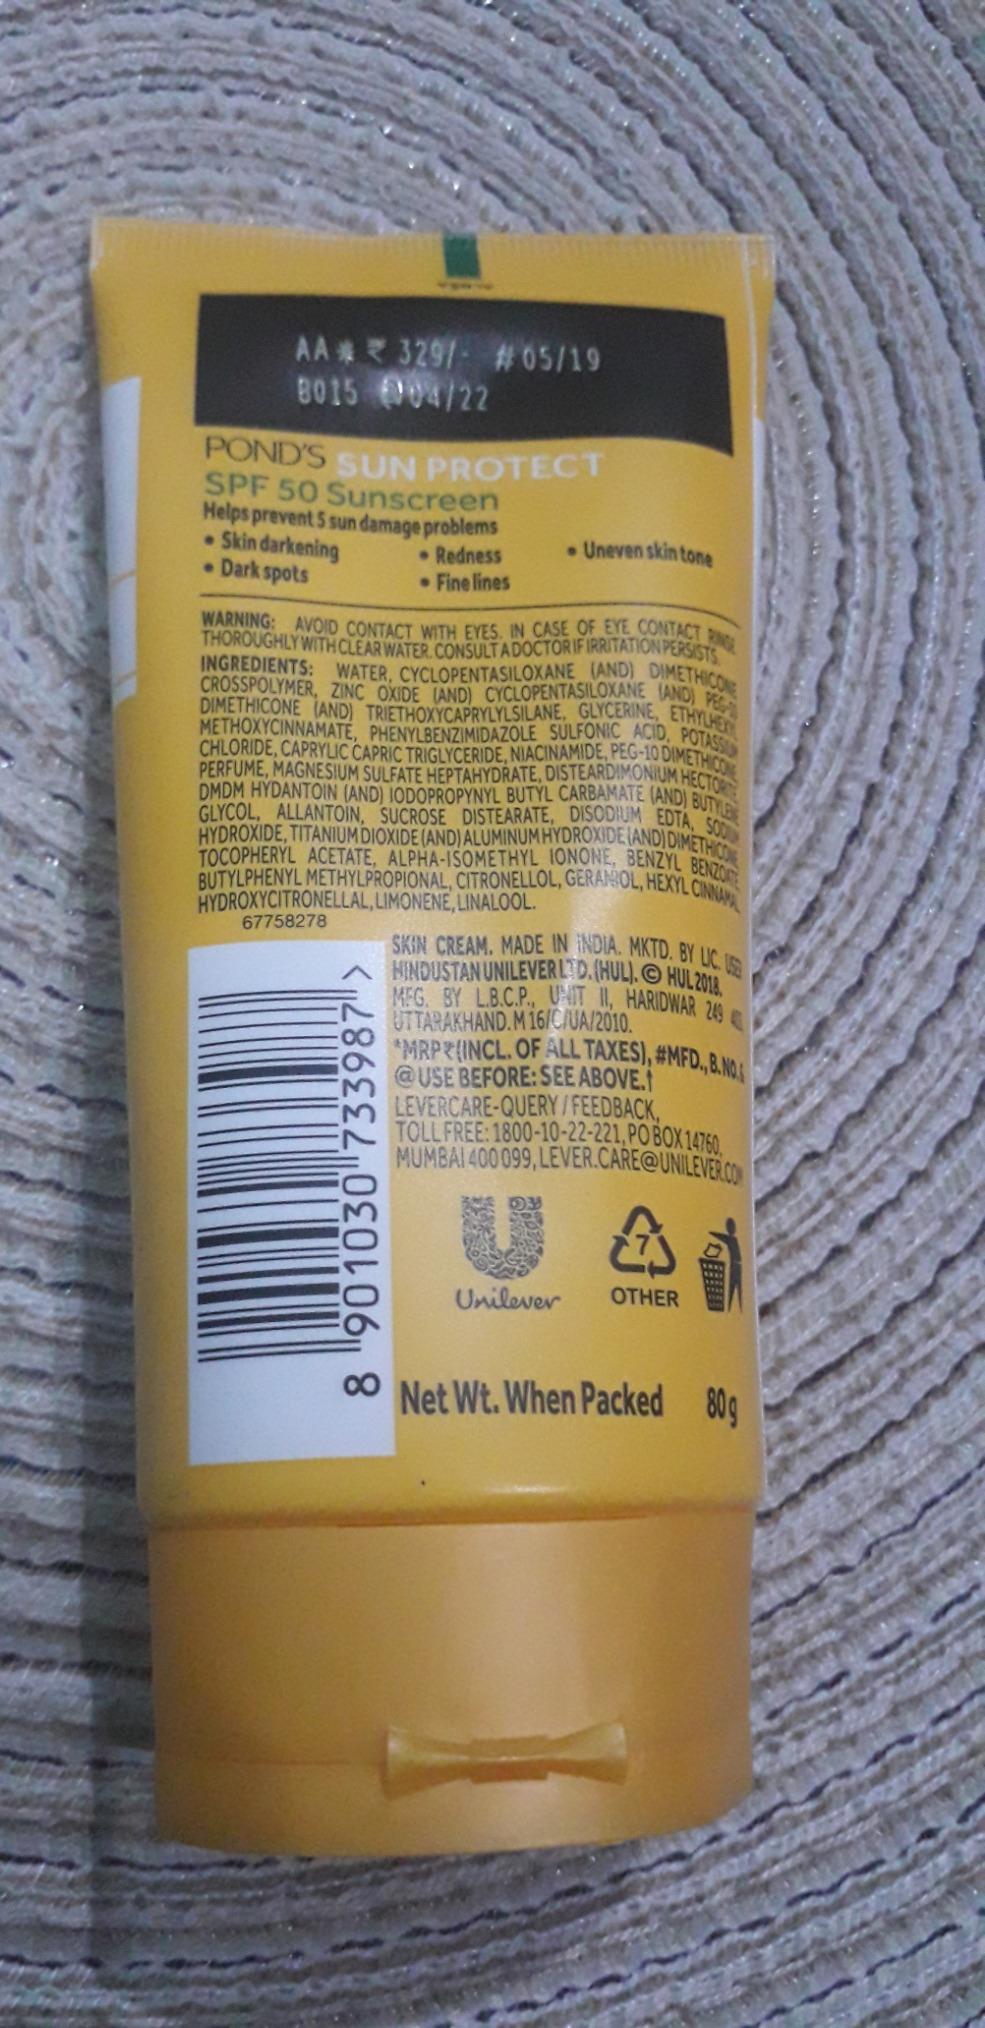 AA * ₹ 329/- # 05/19
B015 @04/22
POND'S SUN PROTECT
SPF 50 Sunscreen
Helps prevent 5 sun damage problems
• Skin darkening • Redness • Uneven skin tone
• Dark spots • Fine lines
WARNING: AVOID CONTACT WITH EYES. IN CASE OF EYE CONTACT RINSE
THOROUGHLY WITH CLEAR WATER. CONSULT A DOCTOR IF IRRITATION PERSISTS.
INGREDIENTS: WATER, CYCLOPENTASILOXANE (AND) DIMETHICONE
CROSSPOLYMER, ZINC OXIDE (AND) CYCLOPENTASILOXANE (AND) PEG-10
DIMETHICONE (AND) TRIETHOXYCAPRYLYLSILANE, GLYCERINE, ETHYLHEXYL
METHOXYCINNAMATE, PHENYLBENZIMIDAZOLE SULFONIC ACID, POTASSIUM
CHLORIDE, CAPRYLIC CAPRIC TRIGLYCERIDE, NIACINAMIDE, PEG-10 DIMETHICONE,
PERFUME, MAGNESIUM SULFATE HEPTAHYDRATE, DISTEARDIMONIUM HECTORITE,
DMDM HYDANTOIN (AND) IODOPROPYNYL BUTYL CARBAMATE (AND) BUTYLENE
GLYCOL, ALLANTOIN, SUCROSE DISTEARATE, DISODIUM EDTA, SODIUM
HYDROXIDE, TITANIUM DIOXIDE (AND) ALUMINUM HYDROXIDE (AND) DIMETHICONE,
TOCOPHERYL ACETATE, ALPHA-ISOMETHYL IONONE, BENZYL BENZOATE,
BUTYLPHENYL METHYLPROPIONAL, CITRONELLOL, GERANIOL, HEXYL CINNAMAL,
HYDROXYCITRONELLAL, LIMONENE, LINALOOL.
67758278
SKIN CREAM. MADE IN INDIA. MKTD. BY LIC. USER
HINDUSTAN UNILEVER LTD. (HUL). © HUL 2018.
MFG. BY L.B.C.P., UNIT II, HARIDWAR 249
UTTARAKHAND. M 16/C/UA/2010.
*MRP₹(INCL. OF ALL TAXES), #MFD., B.NO.&
@ USE BEFORE: SEE ABOVE.†
LEVERCARE-QUERY / FEEDBACK,
TOLL FREE: 1800-10-22-221, PO BOX 14760,
MUMBAI 400 099, LEVER.CARE@UNILEVER.COM
8 901030 733987 >
Unilever
7
OTHER
Net Wt. When Packed 80 g